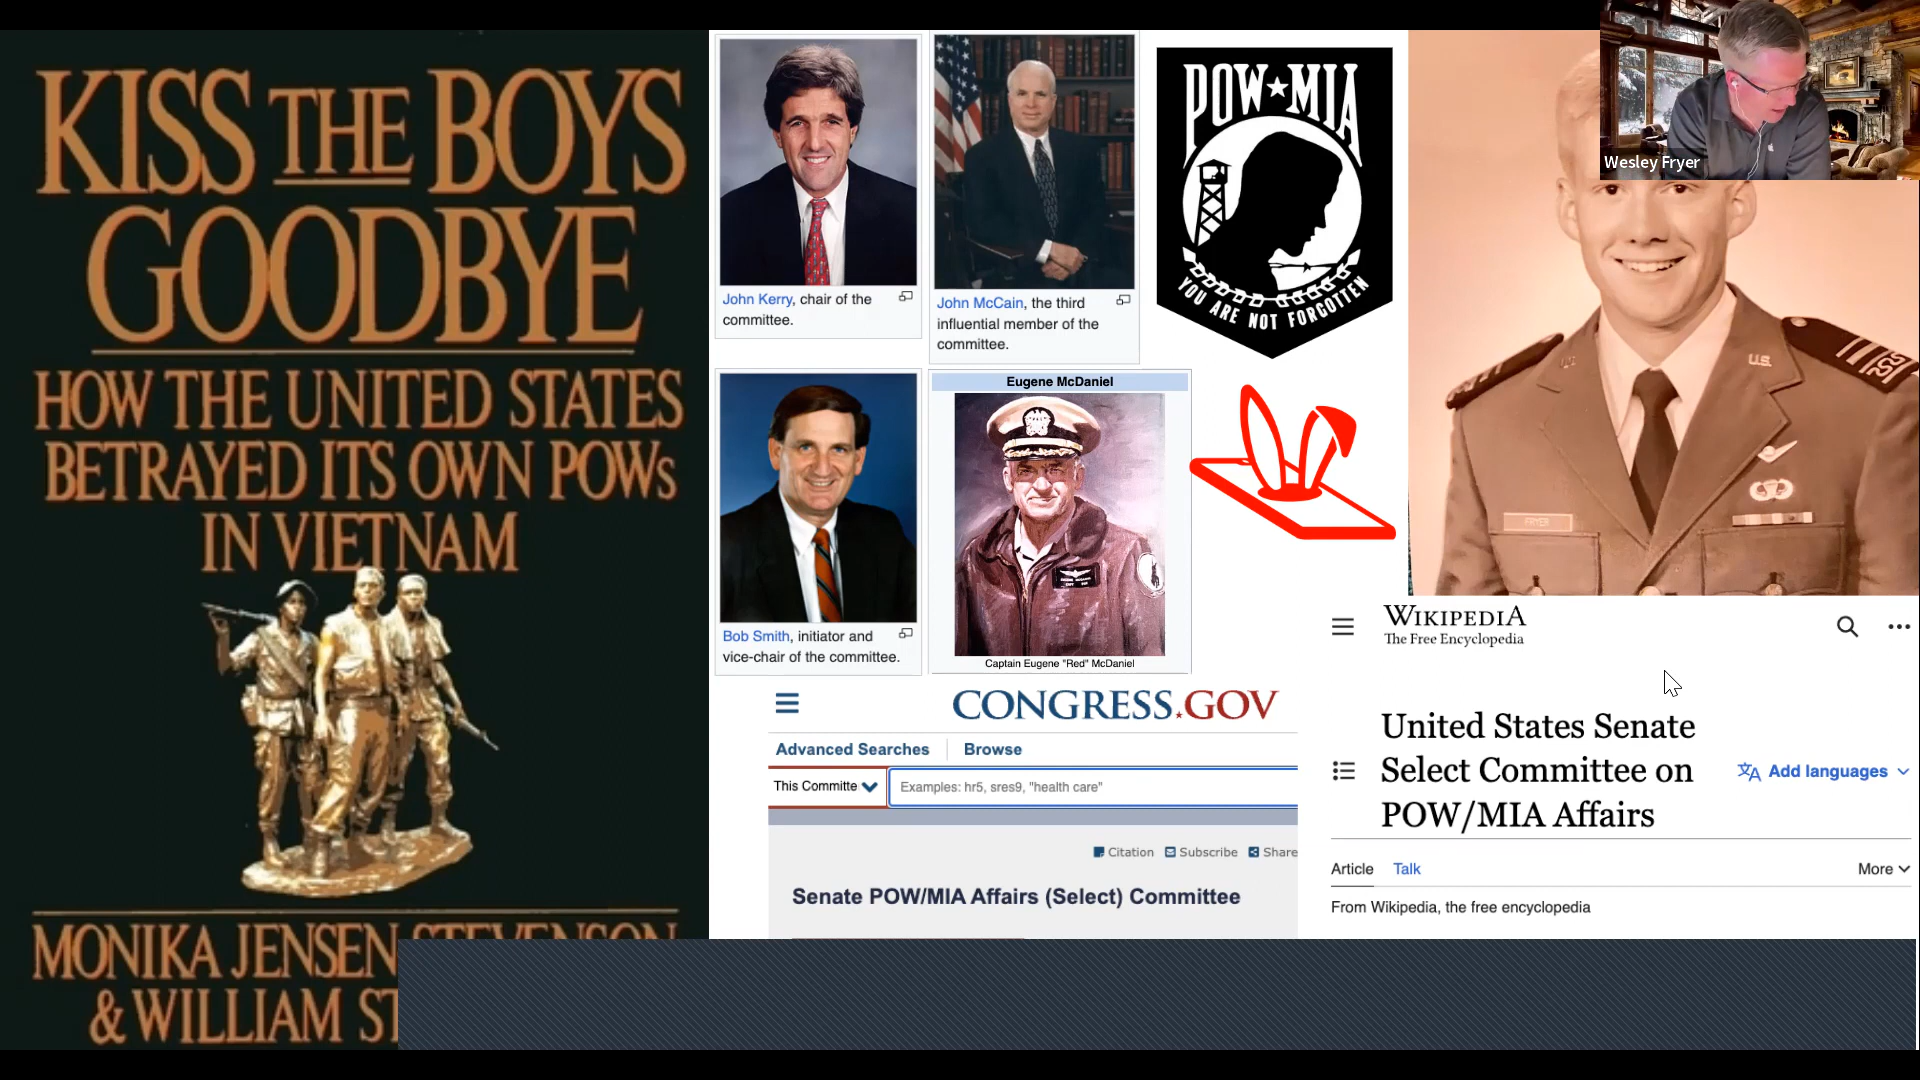 KISS THE BOYS
GOODBYE
HOW THE UNITED STATES
BETRAYED ITS OWN POWs
IN VIETNAM
MONIKA JENSEN-STEVENSON
& WILLIAM ST
John Kerry, chair of the
committee.
John McCain, the third
influential member of the
committee.
POW★MIA
YOU ARE NOT FORGOTTEN
Wesley Fryer
U.S.
FRYER
Bob Smith, initiator and
vice-chair of the committee.
Eugene McDaniel
Captain Eugene "Red" McDaniel
CONGRESS.GOV
Advanced Searches
Browse
This Committe
Examples: hr5, sres9, "health care"
Citation
Subscribe
Share
Senate POW/MIA Affairs (Select) Committee
WIKIPEDIA
The Free Encyclopedia
United States Senate
Select Committee on
POW/MIA Affairs
Add languages
Article
Talk
More
From Wikipedia, the free encyclopedia